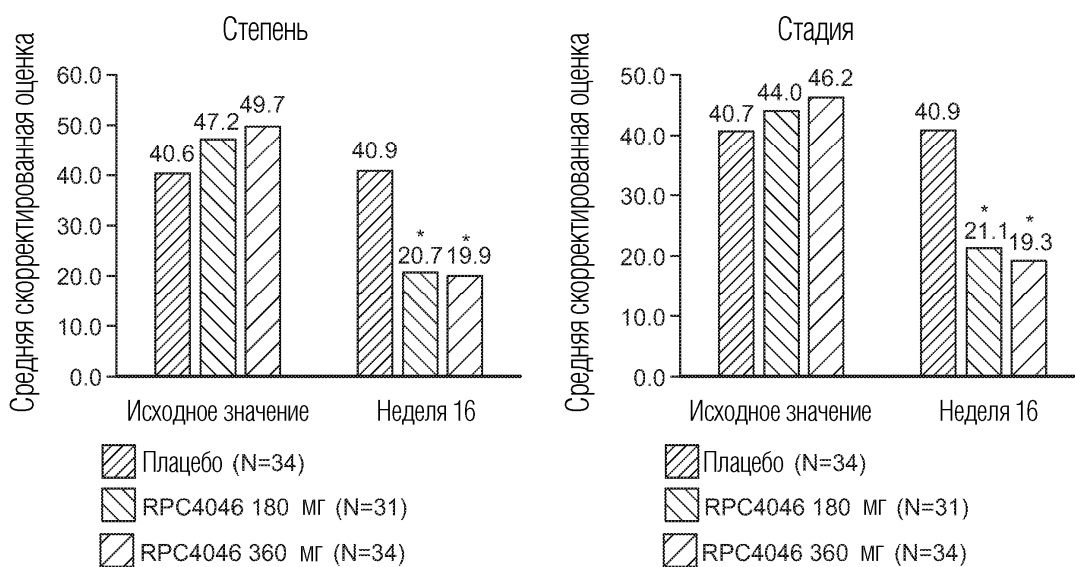 Степень
Средняя скорректированная оценка
60.0
50.0
40.0
30.0
20.0
10.0
0.0
40.6
47.2
49.7
40.9
*
20.7
*
19.9
Исходное значение
Неделя 16
Плацебо (N=34)
RPC4046 180 мг (N=31)
RPC4046 360 мг (N=34)
Стадия
Средняя скорректированная оценка
50.0
40.0
30.0
20.0
10.0
0.0
40.7
44.0
46.2
40.9
*
21.1
*
19.3
Исходное значение
Неделя 16
Плацебо (N=34)
RPC4046 180 мг (N=31)
RPC4046 360 мг (N=34)